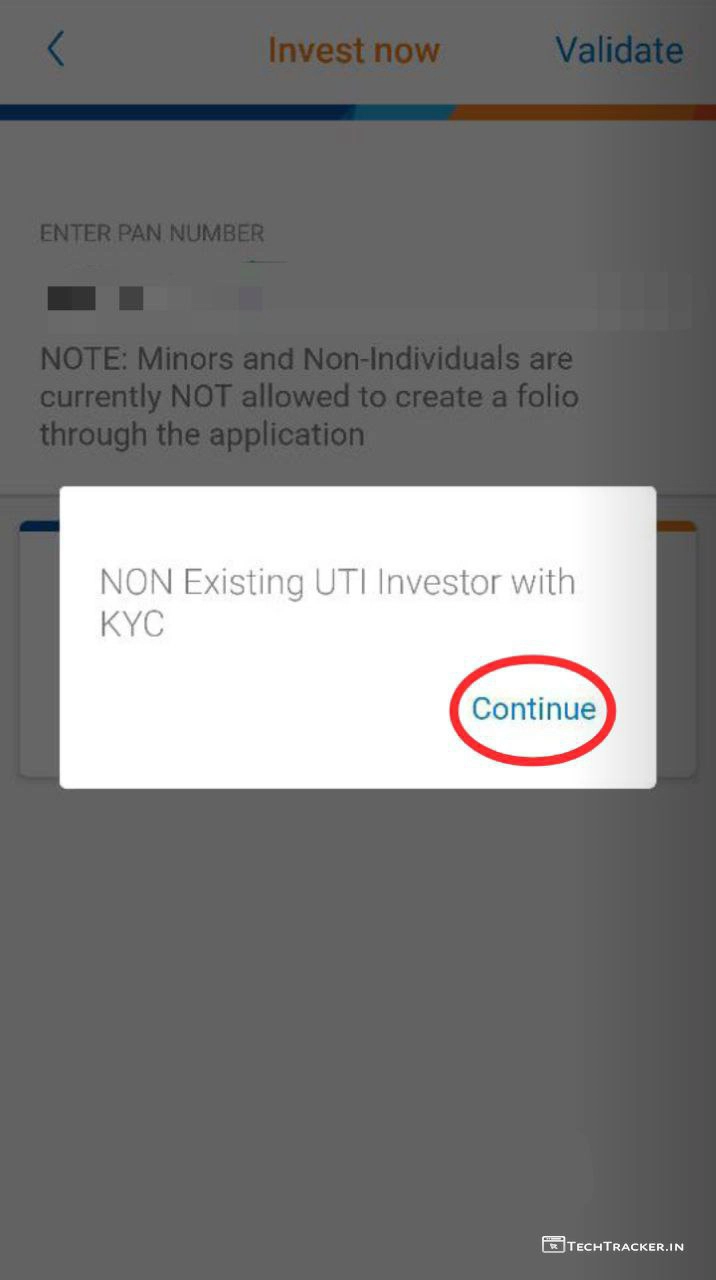 Invest now
Validate
ENTER PAN NUMBER
NOTE: Minors and Non-Individuals are
currently NOT allowed to create a folio
through the application
NON Existing UTI Investor with
KYC
Continue
TECHTRACKER.IN